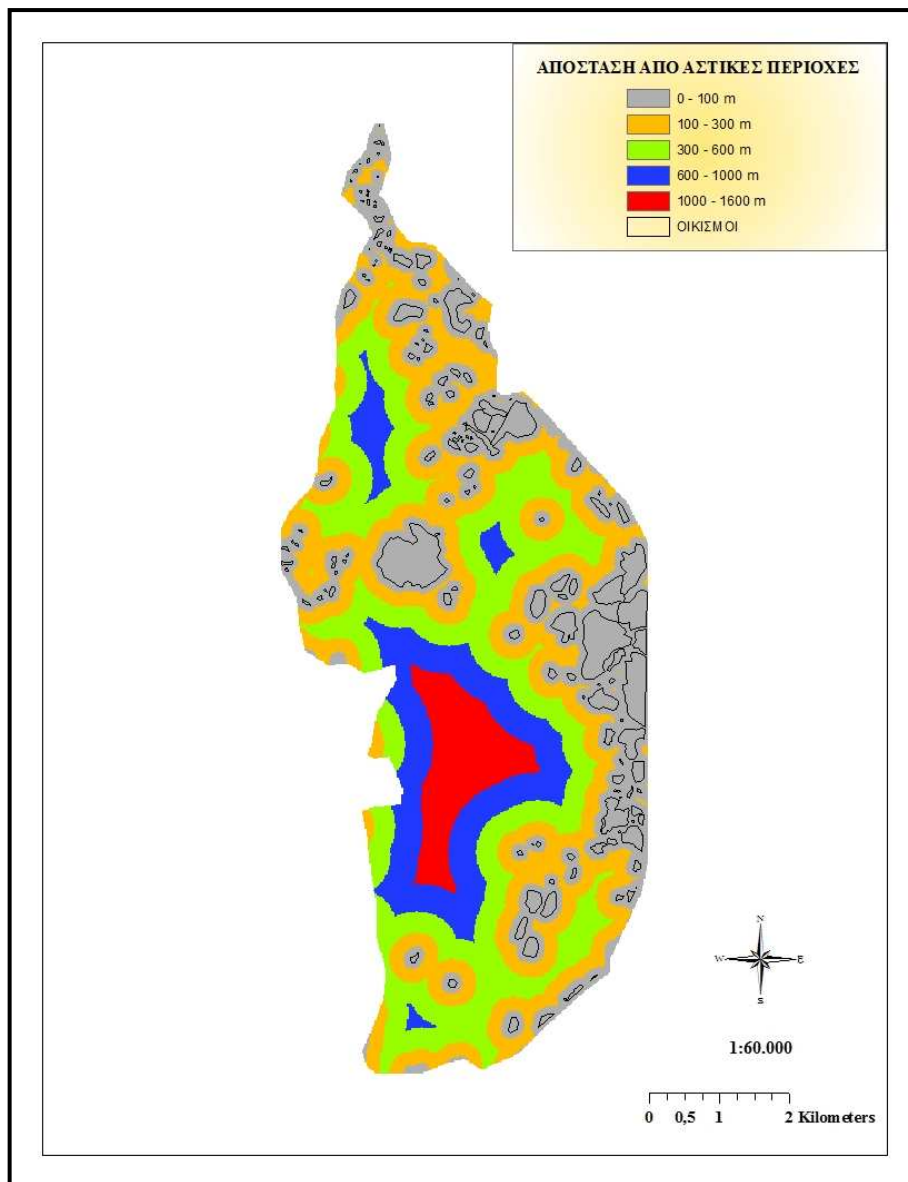 ΑΠΟΣΤΑΣΗ ΑΠΟ ΑΣΤΙΚΕΣ ΠΕΡΙΟΧΕΣ
0 - 100 m
100 - 300 m
300 - 600 m
600 - 1000 m
1000 - 1600 m
ΟΙΚΙΣΜΟΙ
N
W E
S
1:60.000
0 0,5 1 2 Kilometers